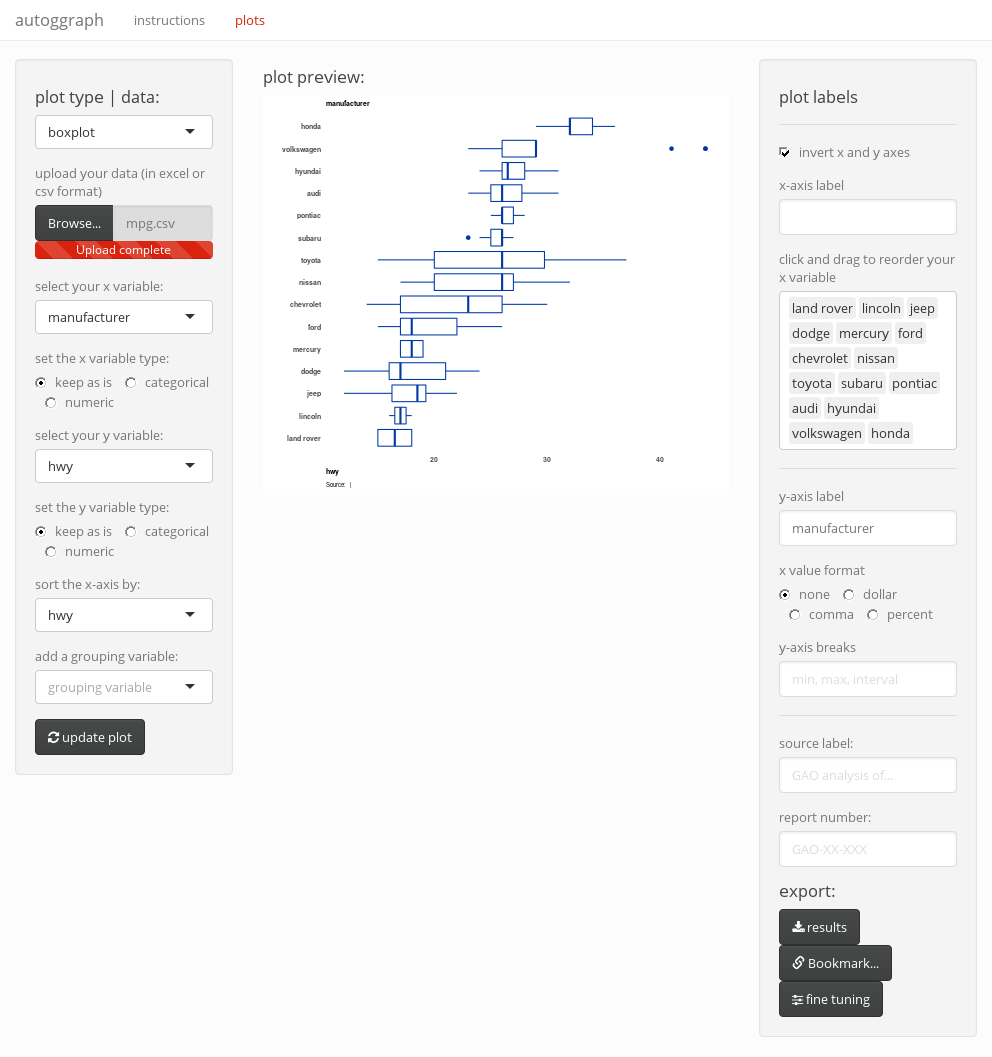 autoggraph instructions plots
plot type | data:
boxplot
upload your data (in excel or
csv format)
Browse... mpg.csv
Upload complete
select your x variable:
manufacturer
set the x variable type:
keep as is categorical
numeric
select your y variable:
hwy
set the y variable type:
keep as is categorical
numeric
sort the x-axis by:
hwy
add a grouping variable:
grouping variable
update plot
plot preview:
manufacturer
honda
volkswagen
hyundai
audi
pontiac
subaru
toyota
nissan
chevrolet
ford
mercury
dodge
jeep
lincoln
land rover
20 30 40
hwy
Source: |
plot labels
invert x and y axes
x-axis label
click and drag to reorder your
x variable
land rover lincoln jeep
dodge mercury ford
chevrolet nissan
toyota subaru pontiac
audi hyundai
volkswagen honda
y-axis label
manufacturer
x value format
none dollar
comma percent
y-axis breaks
min, max, interval
source label:
GAO analysis of...
report number:
GAO-XX-XXX
export:
results
Bookmark...
fine tuning